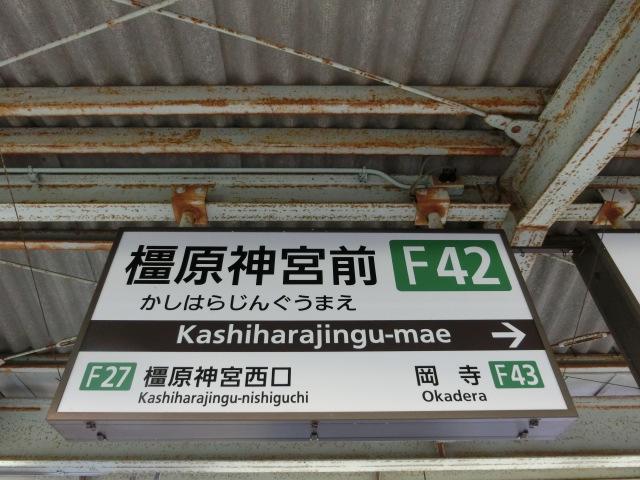 橿原神宮前 F42
かしはらじんぐうまえ
Kashiharajingu-mae →
F27 橿原神宮西口 岡寺 F43
Kashiharajingu-nishiguchi Okadera